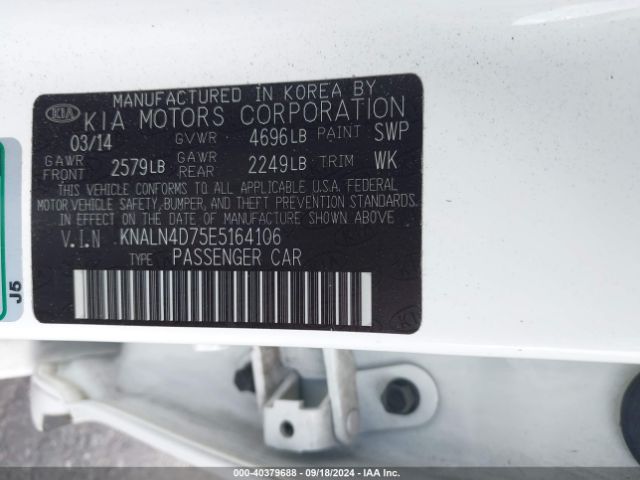 MANUFACTURED IN KOREA BY
KIA KIA MOTORS CORPORATION
03/14 GVWR 4696LB PAINT SWP
GAWR FRONT 2579LB GAWR REAR 2249LB TRIM WK
THIS VEHICLE CONFORMS TO ALL APPLICABLE U.S.A. FEDERAL
MOTOR VEHICLE SAFETY, BUMPER, AND THEFT PREVENTION
STANDARDS IN EFFECT ON THE DATE OF MANUFACTURE SHOWN ABOVE
V.I.N KNALN4D75E5164106
TYPE PASSENGER CAR
J5
000-40379688 - 09/18/2024 - IAA Inc.